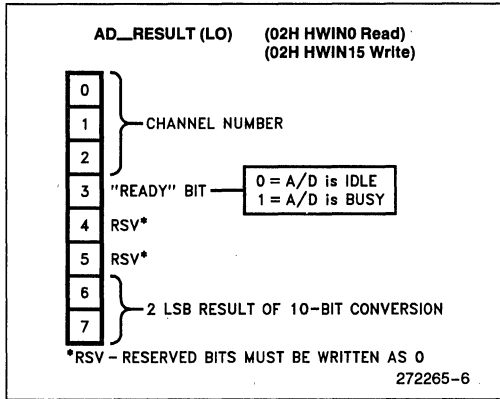 AD_RESULT (LO) (02H HWIN0 Read)
(02H HWIN15 Write)
0
1
2
CHANNEL NUMBER
3 "READY" BIT
0 = A/D is IDLE
1 = A/D is BUSY
4 RSV*
5 RSV*
6
7
2 LSB RESULT OF 10-BIT CONVERSION
*RSV – RESERVED BITS MUST BE WRITTEN AS 0
272265-6